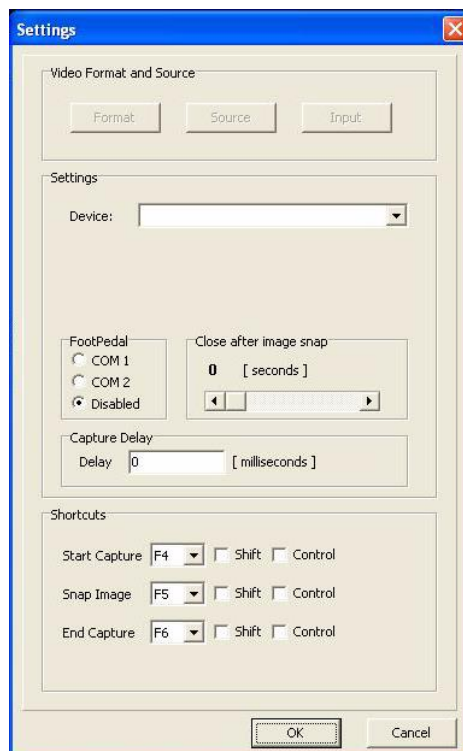 Settings
Video Format and Source
Format Source Input
Settings
Device:
FootPedal
COM 1
COM 2
Disabled
Close after image snap
0 [ seconds ]
Capture Delay
Delay 0 [ milliseconds ]
Shortcuts
Start Capture F4 Shift Control
Snap Image F5 Shift Control
End Capture F6 Shift Control
OK Cancel